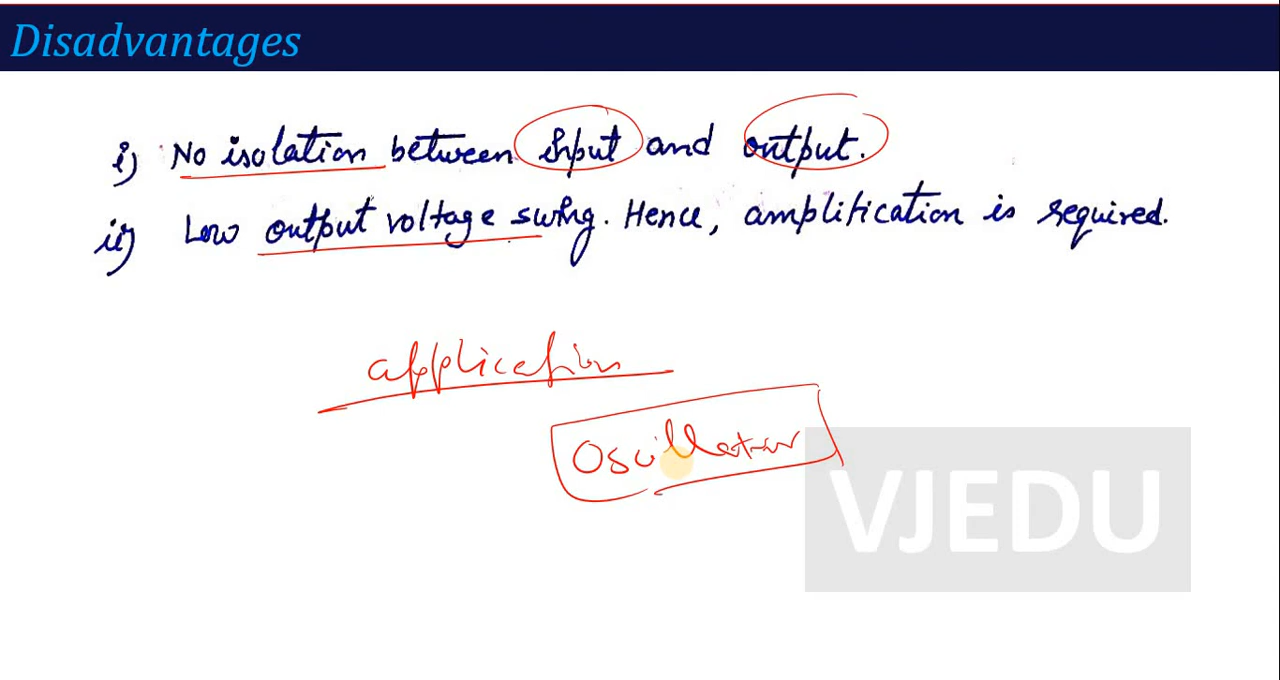 Disadvantages
i) No isolation between input and output.
ii) Low output voltage swing. Hence, amplification is required.
application
Oscillator
VJEDU